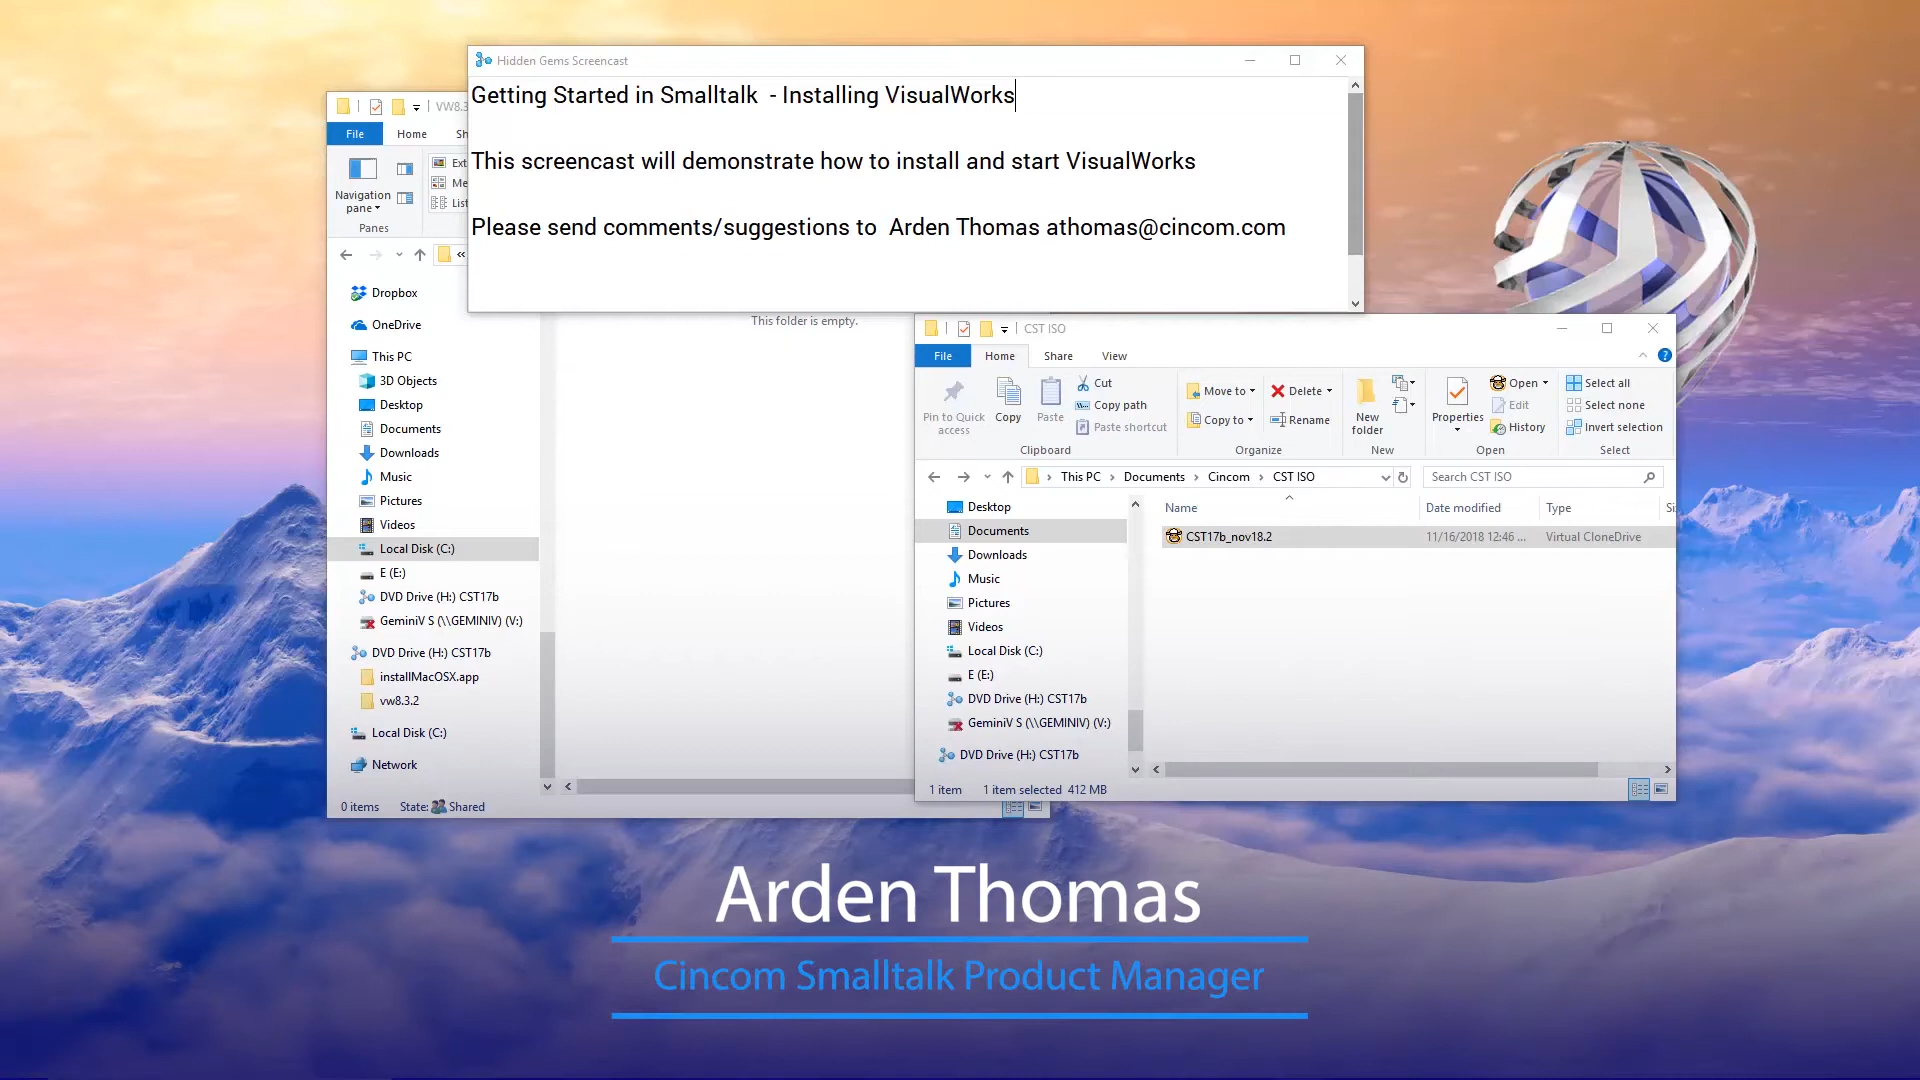 Hidden Gems Screencast
Getting Started in Smalltalk - Installing VisualWorks
This screencast will demonstrate how to install and start VisualWorks
Please send comments/suggestions to Arden Thomas athomas@cincom.com
VW8.3
File
Home
Sh
Navigation
pane
Ext
Me
List
Panes
«
Dropbox
OneDrive
This PC
3D Objects
Desktop
Documents
Downloads
Music
Pictures
Videos
Local Disk (C:)
E (E:)
DVD Drive (H:) CST17b
GeminiV S (\\GEMINIV) (V:)
DVD Drive (H:) CST17b
installMacOSX.app
vw8.3.2
Local Disk (C:)
Network
This folder is empty.
0 items State: Shared
CST ISO
File Home Share View
Pin to Quick
access
Copy
Paste
Cut
Copy path
Paste shortcut
Clipboard
Move to
Copy to
Delete
Rename
Organize
New
folder
New
Properties
Open
Edit
History
Open
Select all
Select none
Invert selection
Select
This PC > Documents > Cincom > CST ISO
Search CST ISO
Desktop
Documents
Downloads
Music
Pictures
Videos
Local Disk (C:)
E (E:)
DVD Drive (H:) CST17b
GeminiV S (\\GEMINIV) (V:)
DVD Drive (H:) CST17b
Name Date modified Type Si
CST17b_nov18.2 11/16/2018 12:46 ... Virtual CloneDrive
1 item 1 item selected 412 MB
Arden Thomas
Cincom Smalltalk Product Manager